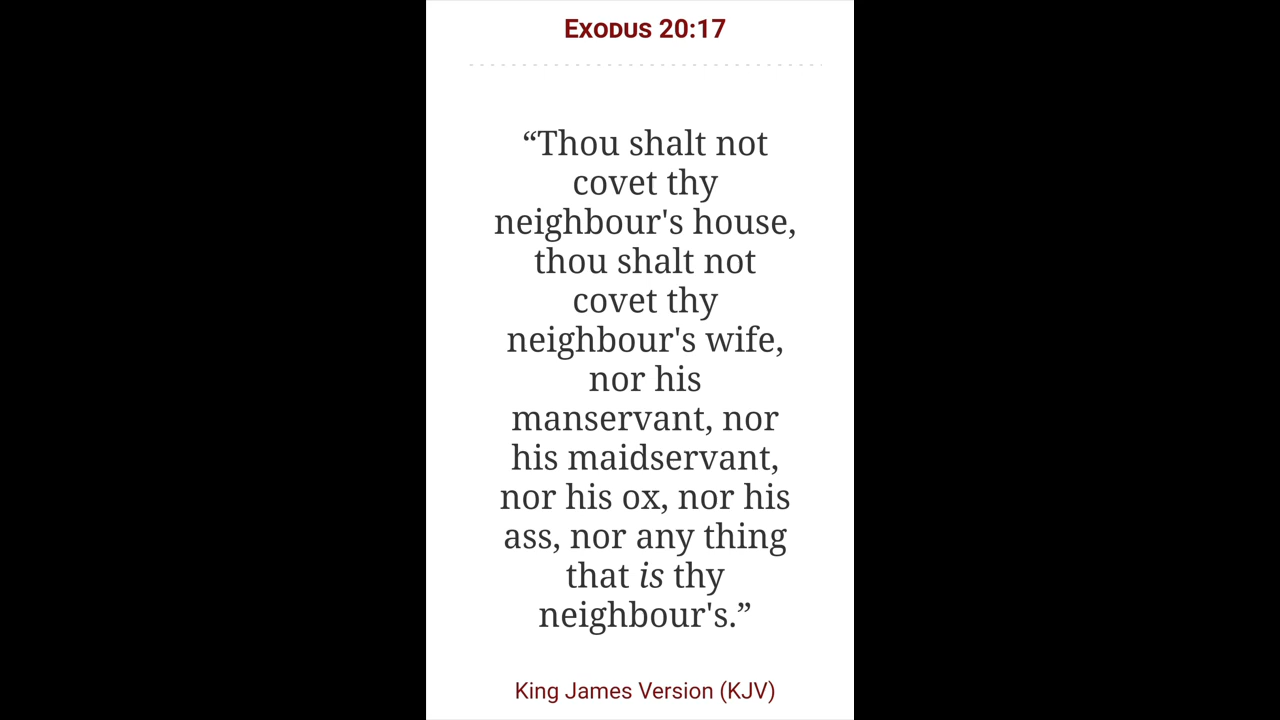 Exodus 20:17
“Thou shalt not
covet thy
neighbour's house,
thou shalt not
covet thy
neighbour's wife,
nor his
manservant, nor
his maidservant,
nor his ox, nor his
ass, nor any thing
that is thy
neighbour's.”
King James Version (KJV)